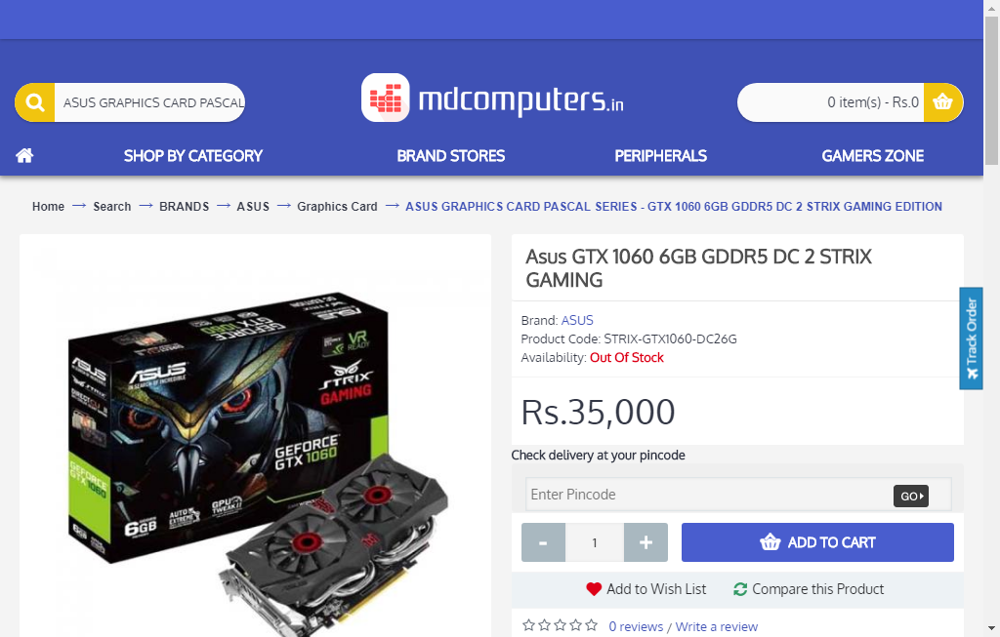 ASUS GRAPHICS CARD PASCAL
mdcomputers.in
0 item(s) - Rs.0
SHOP BY CATEGORY
BRAND STORES
PERIPHERALS
GAMERS ZONE
Home → Search → BRANDS → ASUS → Graphics Card → ASUS GRAPHICS CARD PASCAL SERIES - GTX 1060 6GB GDDR5 DC 2 STRIX GAMING EDITION
Asus GTX 1060 6GB GDDR5 DC 2 STRIX
GAMING
Brand: ASUS
Product Code: STRIX-GTX1060-DC26G
Availability: Out Of Stock
Rs.35,000
Check delivery at your pincode
Enter Pincode
GO
- 1 +
ADD TO CART
Add to Wish List
Compare this Product
0 reviews / Write a review
Track Order
GEFORCE
GTX 1060
ASUS
ASUS
IN SEARCH OF INCREDIBLE
VR
READY
STRIX
GAMING
GEFORCE
GTX 1060
GEFORCE
GTX 1060
6GB
AUTO
EXTREME
GPU
TWEAK II